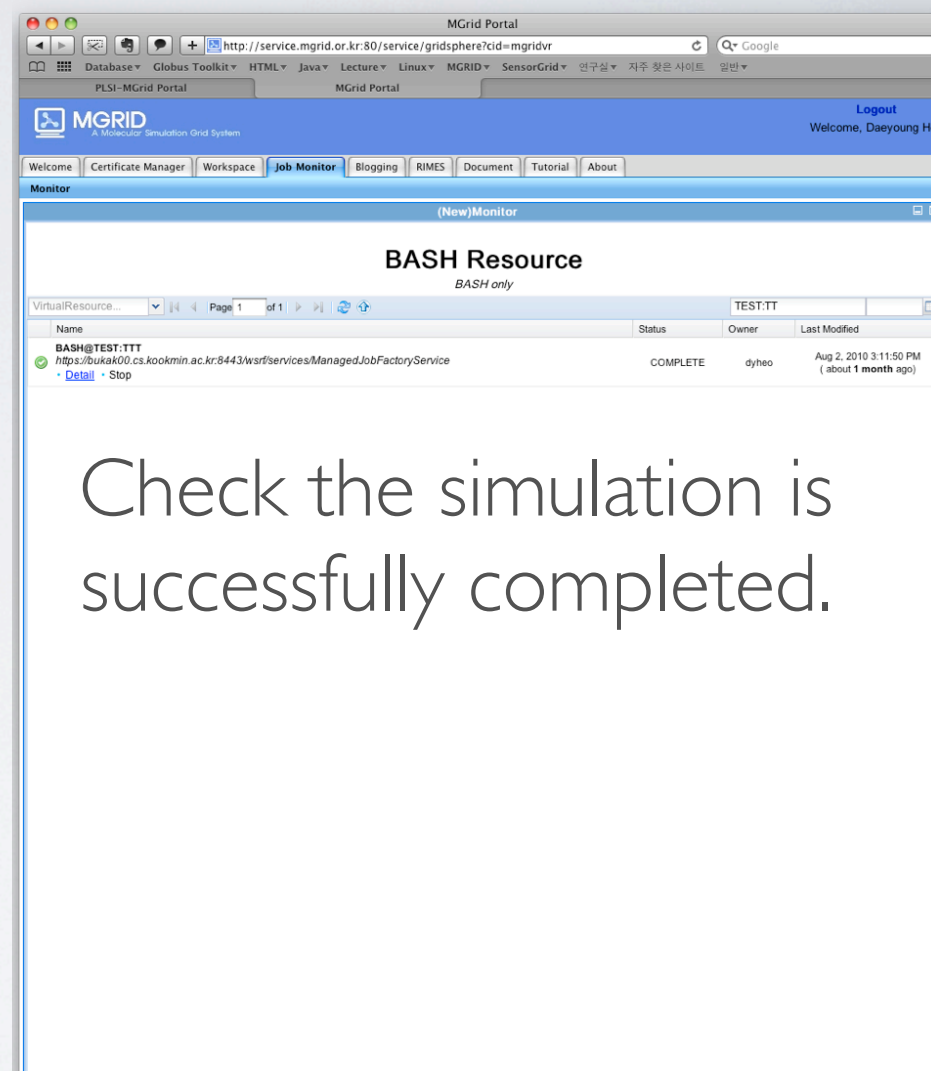 MGrid Portal
http://service.mgrid.or.kr:80/service/gridsphere?cid=mgridvr
Google
Database Globus Toolkit HTML Java Lecture Linux MGRID SensorGrid 연구실 자주 찾은 사이트 일반
PLSI-MGrid Portal MGrid Portal
MGRID
A Molecular Simulation Grid System
Logout
Welcome, Daeyoung H
Welcome Certificate Manager Workspace Job Monitor Blogging RIMES Document Tutorial About
Monitor
(New)Monitor
BASH Resource
BASH only
VirtualResource... Page 1 of 1 TEST:TT
Name Status Owner Last Modified
BASH@TEST:TTT
https://bukak00.cs.kookmin.ac.kr:8443/wsrf/services/ManagedJobFactoryService
• Detail • Stop
COMPLETE dyheo Aug 2, 2010 3:11:50 PM
( about 1 month ago)
Check the simulation is
successfully completed.